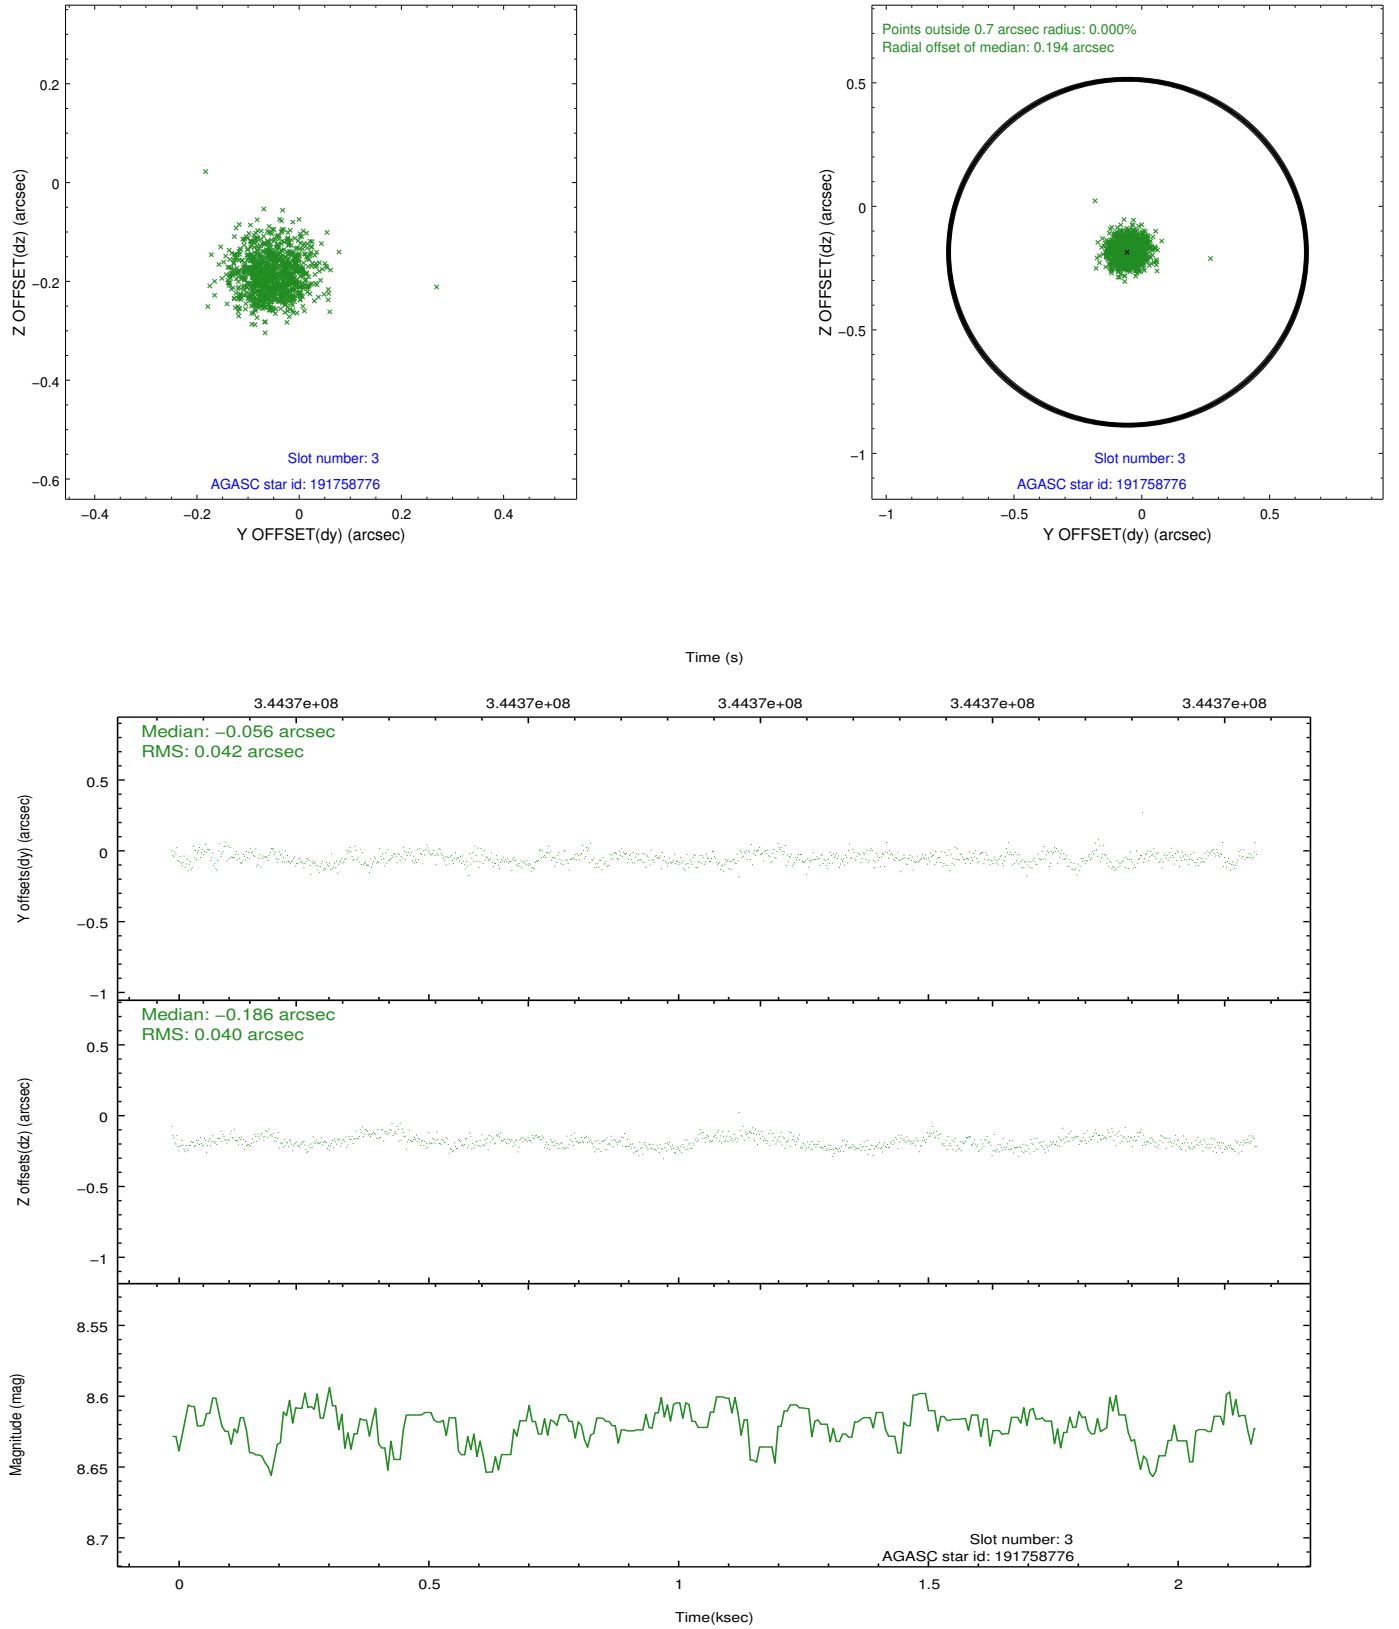 0.2
0
−0.2
−0.4
−0.6
Z OFFSET(dz) (arcsec)
Slot number: 3
AGASC star id: 191758776
−0.4 −0.2 0 0.2 0.4
Y OFFSET(dy) (arcsec)
Points outside 0.7 arcsec radius: 0.000%
Radial offset of median: 0.194 arcsec
0.5
0
−0.5
−1
Z OFFSET(dz) (arcsec)
Slot number: 3
AGASC star id: 191758776
−1 −0.5 0 0.5
Y OFFSET(dy) (arcsec)
Time (s)
3.4437e+08 3.4437e+08 3.4437e+08 3.4437e+08 3.4437e+08
Median: −0.056 arcsec
RMS: 0.042 arcsec
0.5
0
−0.5
−1
Y offsets(dy) (arcsec)
Median: −0.186 arcsec
RMS: 0.040 arcsec
0.5
0
−0.5
−1
Z offsets(dz) (arcsec)
8.55
8.6
8.65
8.7
Magnitude (mag)
Slot number: 3
AGASC star id: 191758776
0 0.5 1 1.5 2
Time(ksec)